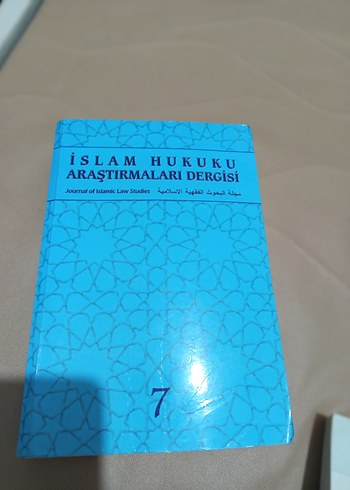 İSLAM HUKUKU
ARAŞTIRMALARI DERGİSİ
Journal of Islamic Law Studies مجلة البحوث الفقهية الإسلامية
7